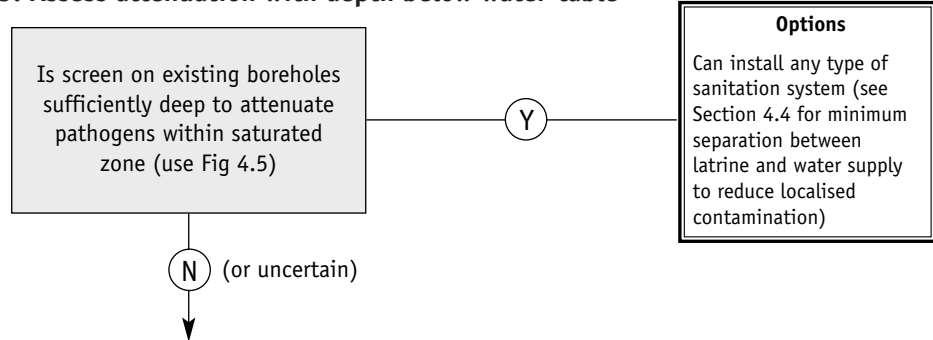 3. Assess attenuation with depth below water table
Is screen on existing boreholes
sufficiently deep to attenuate
pathogens within saturated
zone (use Fig 4.5)
Y
Options
Can install any type of
sanitation system (see
Section 4.4 for minimum
separation between
latrine and water supply
to reduce localised
contamination)
N (or uncertain)